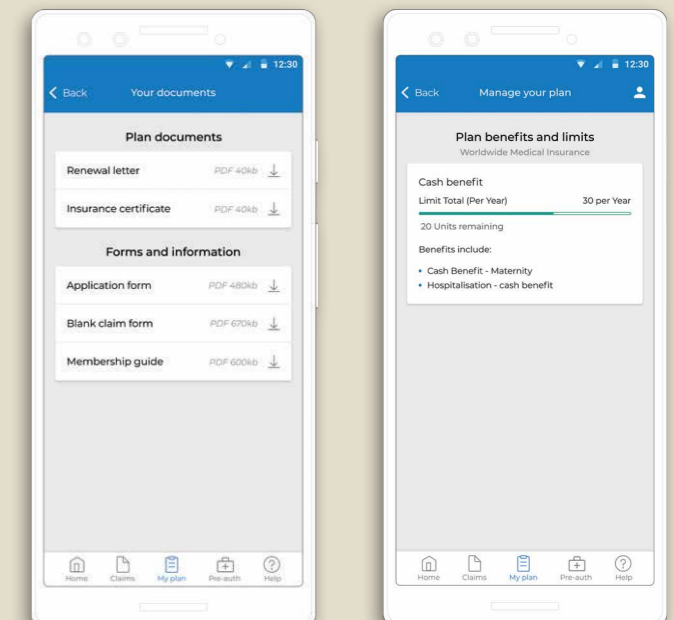 12:30
Back Your documents
Plan documents
Renewal letter PDF 40kb
Insurance certificate PDF 40kb
Forms and information
Application form PDF 480kb
Blank claim form PDF 670kb
Membership guide PDF 600kb
Home Claims My plan Pre-auth Help
12:30
Back Manage your plan
Plan benefits and limits
Worldwide Medical Insurance
Cash benefit
Limit Total (Per Year) 30 per Year
20 Units remaining
Benefits include:
• Cash Benefit - Maternity
• Hospitalisation - cash benefit
Home Claims My plan Pre-auth Help